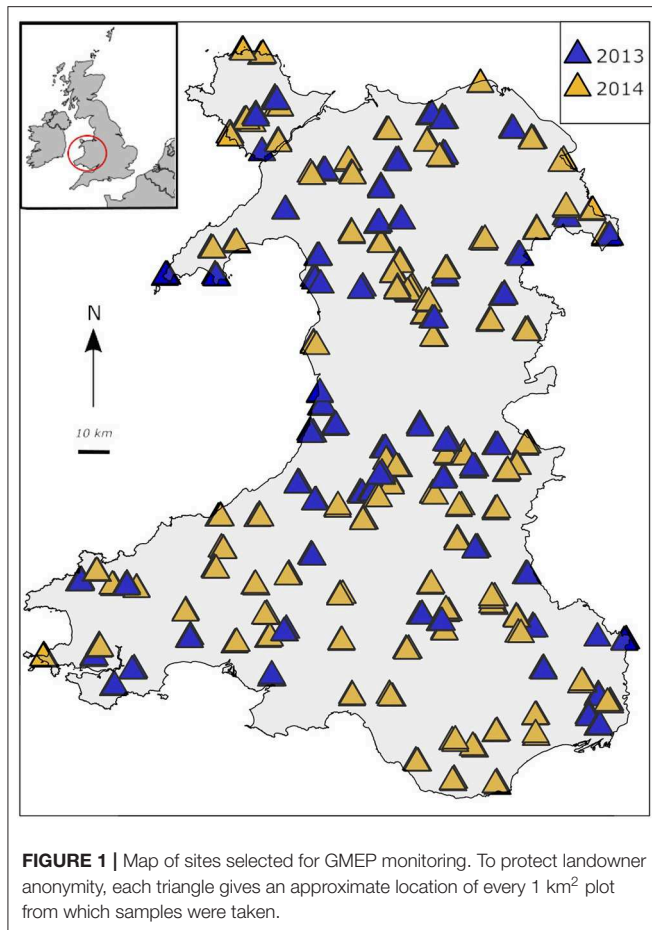 2013
2014
N
10 km
FIGURE 1 | Map of sites selected for GMEP monitoring. To protect landowner
anonymity, each triangle gives an approximate location of every 1 km² plot
from which samples were taken.